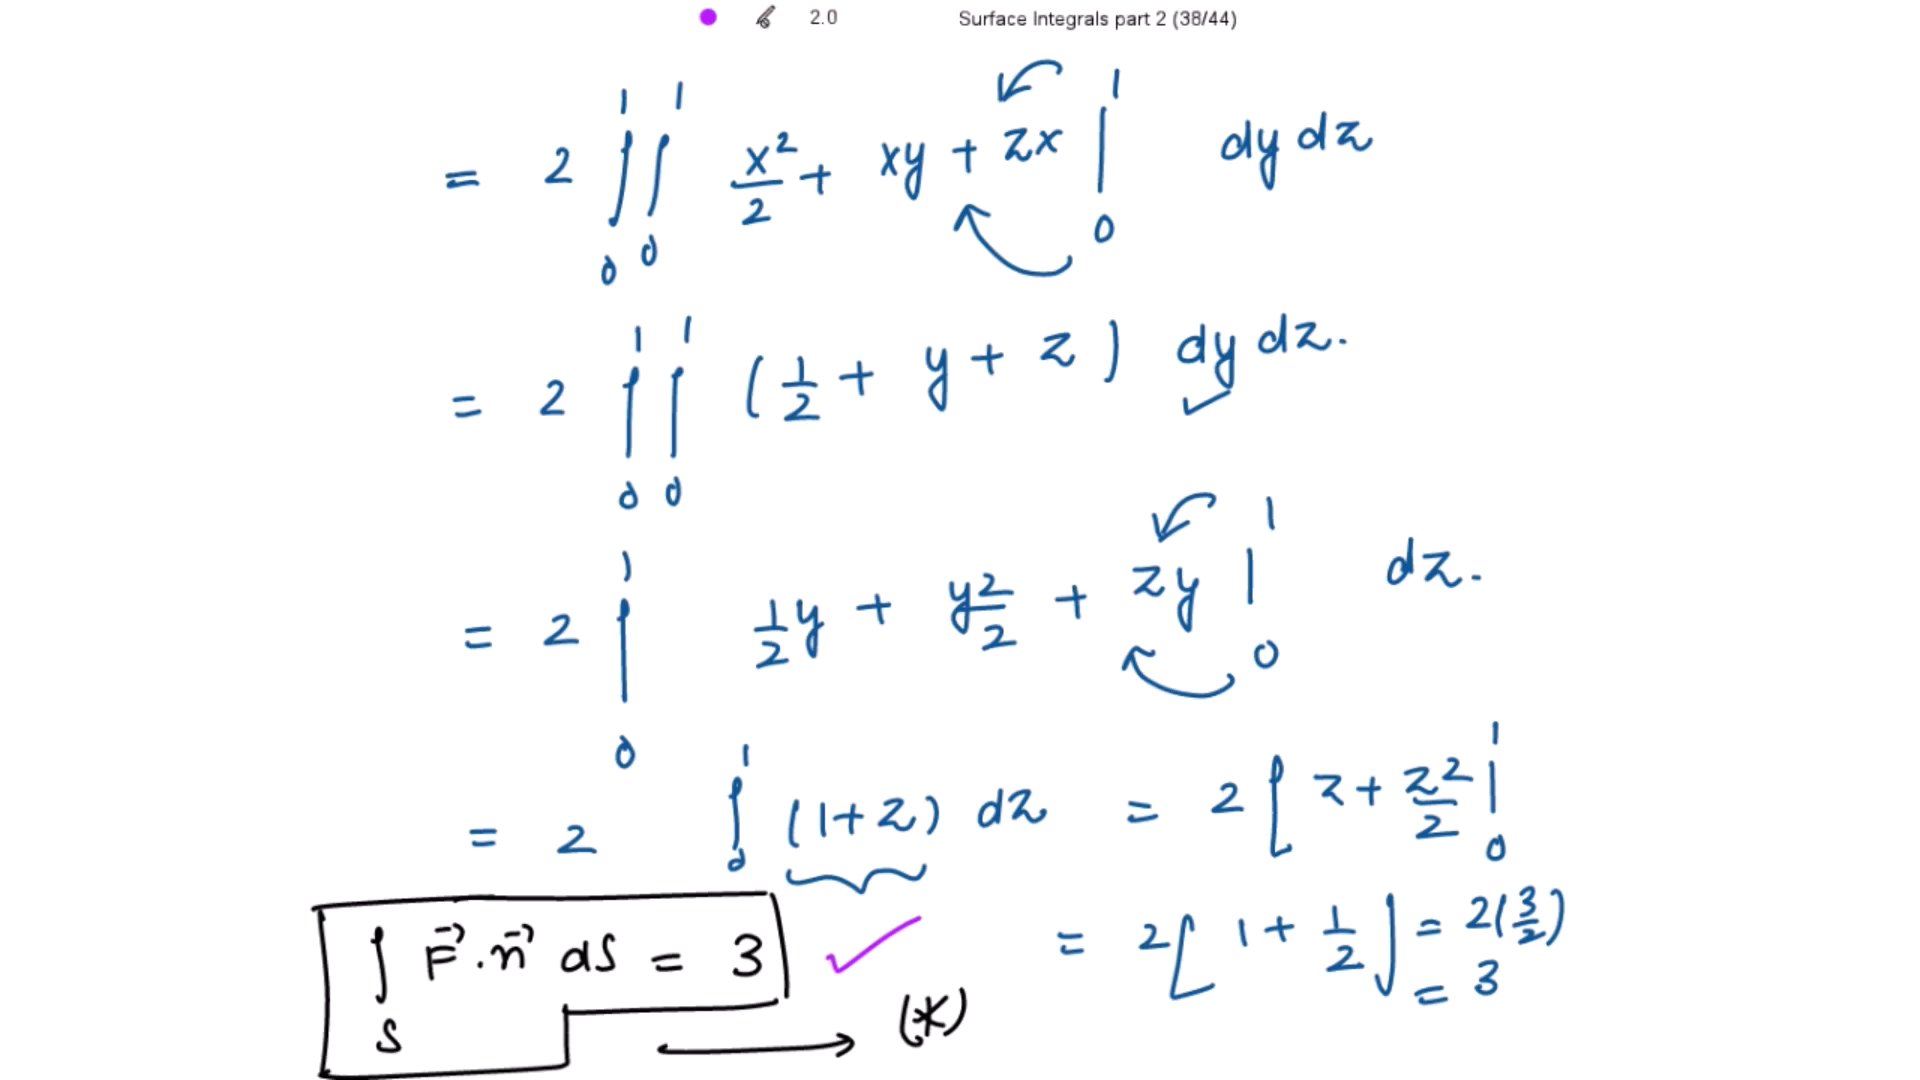 2.0 Surface Integrals part 2 (38/44)
= 2 ∫₀¹ ∫₀¹ x²/2 + xy + zx |₀¹ dy dz
= 2 ∫₀¹ ∫₀¹ (1/2 + y + z) dy dz.
= 2 ∫₀¹ 1/2 y + y²/2 + zy |₀¹ dz.
= 2 ∫₀¹ (1+z) dz = 2 [ z + z²/2 |₀¹
= 2[ 1 + 1/2 ] = 2(3/2)
= 3
∫_S F⃗ . n⃗ ds = 3
(*)